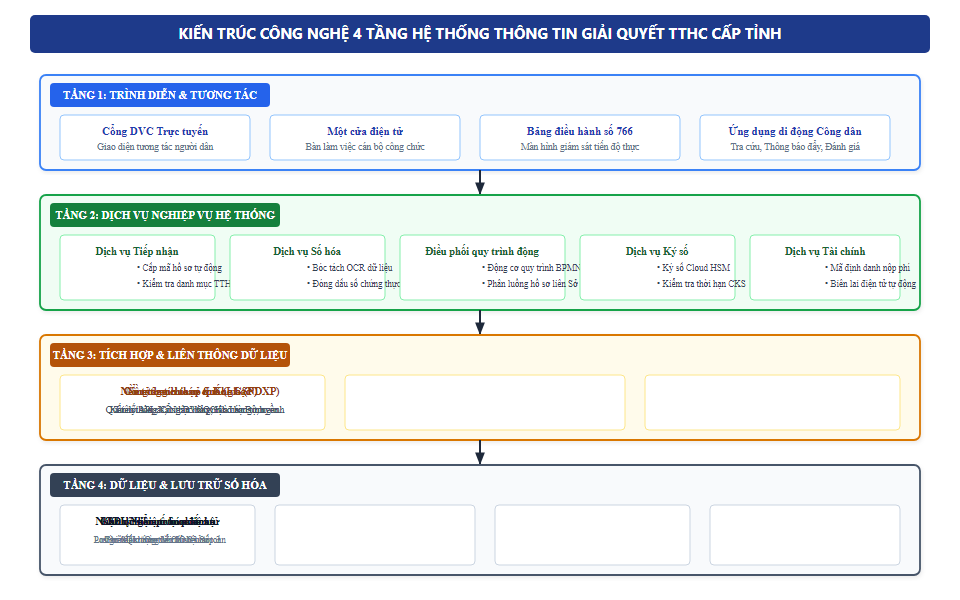 KIẾN TRÚC CÔNG NGHỆ 4 TẦNG HỆ THỐNG THÔNG TIN GIẢI QUYẾT TTHC CẤP TỈNH
TẦNG 1: TRÌNH DIỄN & TƯƠNG TÁC
Cổng DVC Trực tuyến
Giao diện tương tác người dân
Một cửa điện tử
Bàn làm việc cán bộ công chức
Bảng điều hành số 766
Màn hình giám sát tiến độ thực
Ứng dụng di động Công dân
Tra cứu, Thông báo đẩy, Đánh giá
TẦNG 2: DỊCH VỤ NGHIỆP VỤ HỆ THỐNG
Dịch vụ Tiếp nhận
• Cấp mã hồ sơ tự động
• Kiểm tra danh mục TTH
Dịch vụ Số hóa
• Bóc tách OCR dữ liệu
• Đóng dấu số chứng thực
Điều phối quy trình động
• Động cơ quy trình BPMN
• Phân luồng hồ sơ liên Sở
Dịch vụ Ký số
• Ký số Cloud HSM
• Kiểm tra thời hạn CKS
Dịch vụ Tài chính
• Mã định danh nộp phí
• Biên lai điện tử tự động
TẦNG 3: TÍCH HỢP & LIÊN THÔNG DỮ LIỆU
TẦNG 4: DỮ LIỆU & LƯU TRỮ SỐ HÓA